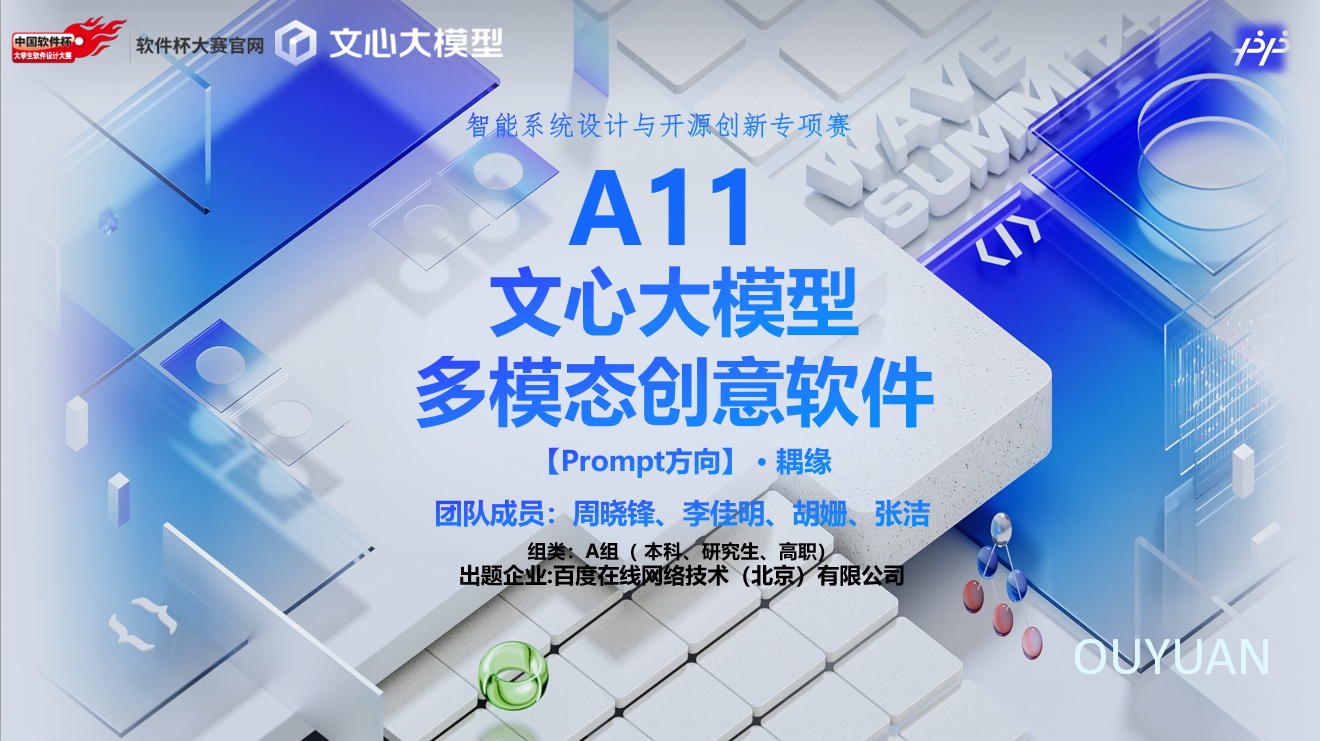 中国软件杯
大学生软件设计大赛
软件杯大赛官网
文心大模型
智能系统设计与开源创新专项赛
WAVE
SUMMIT
A11
文心大模型
多模态创意软件
【Prompt方向】·耦缘
团队成员：周晓锋、李佳明、胡姗、张洁
组类：A组（ 本科、研究生、高职）
出题企业:百度在线网络技术（北京）有限公司
</>
{ }
OUYUAN